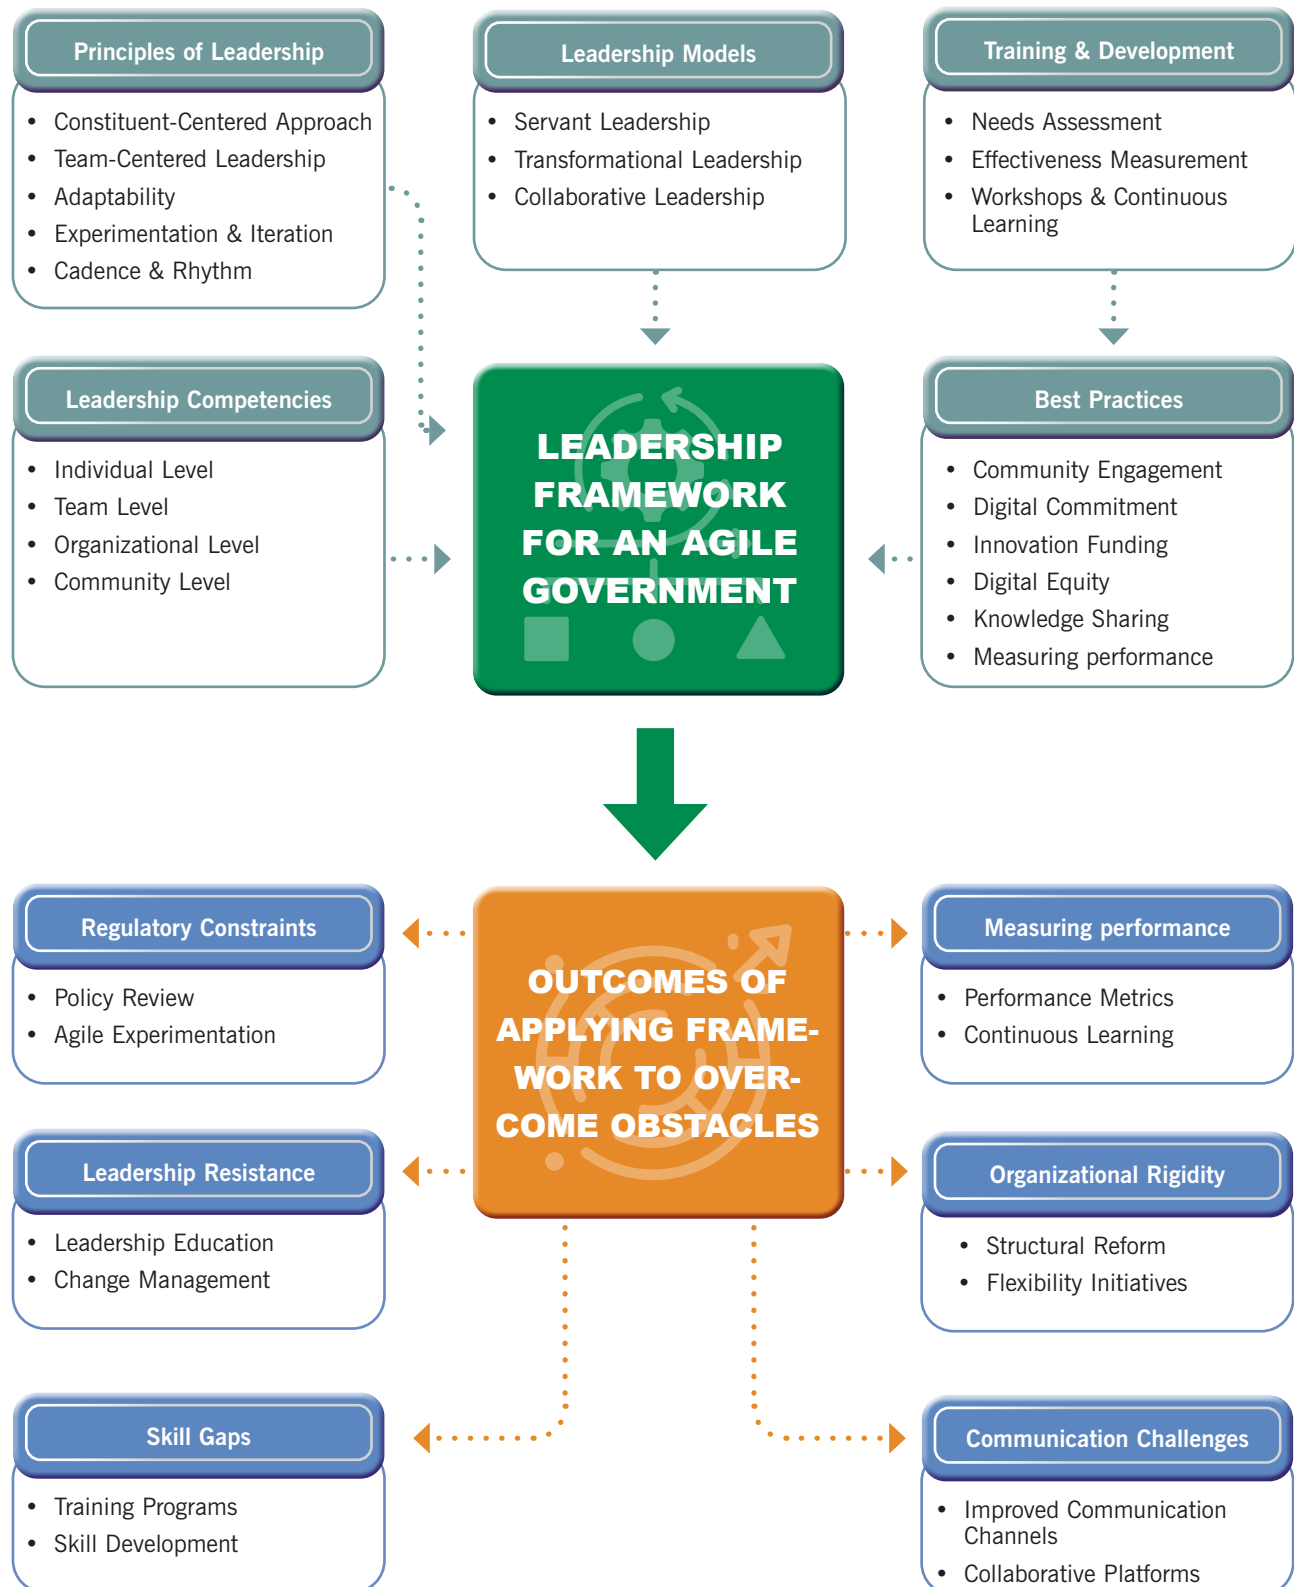 Principles of Leadership
• Constituent-Centered Approach
• Team-Centered Leadership
• Adaptability
• Experimentation & Iteration
• Cadence & Rhythm
Leadership Models
• Servant Leadership
• Transformational Leadership
• Collaborative Leadership
Training & Development
• Needs Assessment
• Effectiveness Measurement
• Workshops & Continuous
Learning
Leadership Competencies
• Individual Level
• Team Level
• Organizational Level
• Community Level
LEADERSHIP
FRAMEWORK
FOR AN AGILE
GOVERNMENT
Best Practices
• Community Engagement
• Digital Commitment
• Innovation Funding
• Digital Equity
• Knowledge Sharing
• Measuring performance
Regulatory Constraints
• Policy Review
• Agile Experimentation
OUTCOMES OF
APPLYING FRAME-
WORK TO OVER-
COME OBSTACLES
Measuring performance
• Performance Metrics
• Continuous Learning
Leadership Resistance
• Leadership Education
• Change Management
Organizational Rigidity
• Structural Reform
• Flexibility Initiatives
Skill Gaps
• Training Programs
• Skill Development
Communication Challenges
• Improved Communication
Channels
• Collaborative Platforms